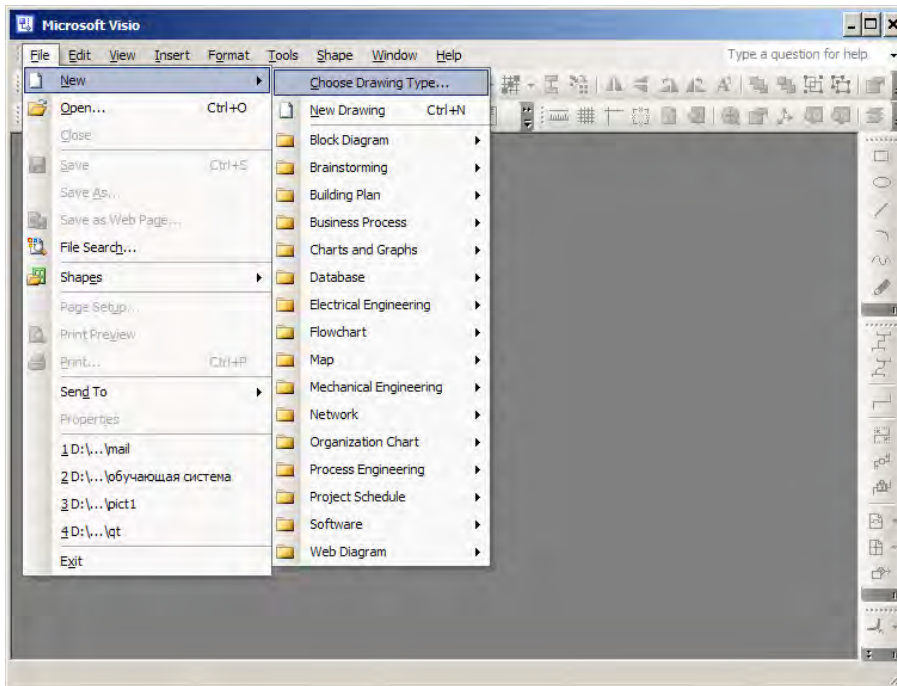 Microsoft Visio
File Edit View Insert Format Tools Shape Window Help Type a question for help
New
Open... Ctrl+O
Close
Save Ctrl+S
Save As...
Save as Web Page...
File Search...
Shapes
Page Setup...
Print Preview
Print... Ctrl+P
Send To
Properties
1 D:\...\mail
2 D:\...\обучающая система
3 D:\...\pict1
4 D:\...\qt
Exit
Choose Drawing Type...
New Drawing Ctrl+N
Block Diagram
Brainstorming
Building Plan
Business Process
Charts and Graphs
Database
Electrical Engineering
Flowchart
Map
Mechanical Engineering
Network
Organization Chart
Process Engineering
Project Schedule
Software
Web Diagram